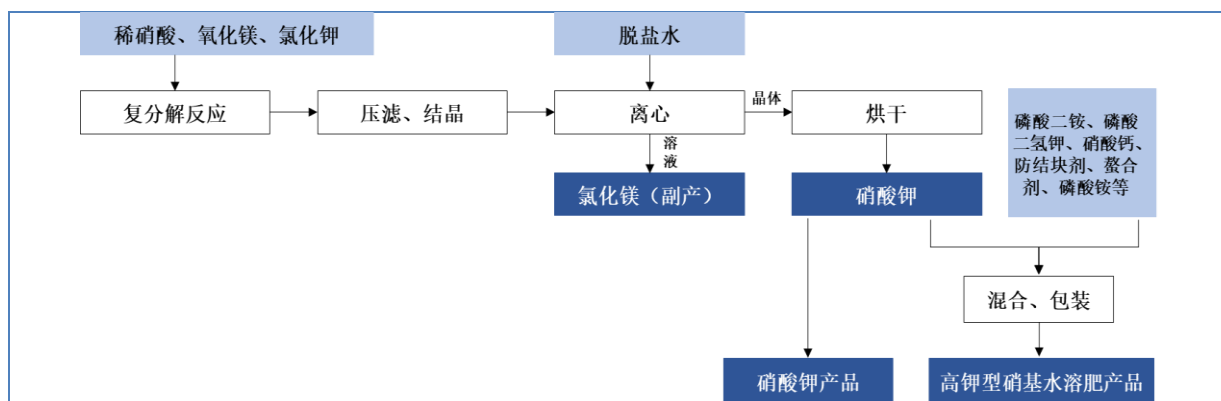 稀硝酸、氧化镁、氯化钾
脱盐水
复分解反应
压滤、结晶
离心
晶体
烘干
磷酸二铵、磷酸
二氢钾、硝酸钙、
防结块剂、螯合
剂、磷酸铵等
溶
液
氯化镁（副产）
硝酸钾
混合、包装
硝酸钾产品
高钾型硝基水溶肥产品